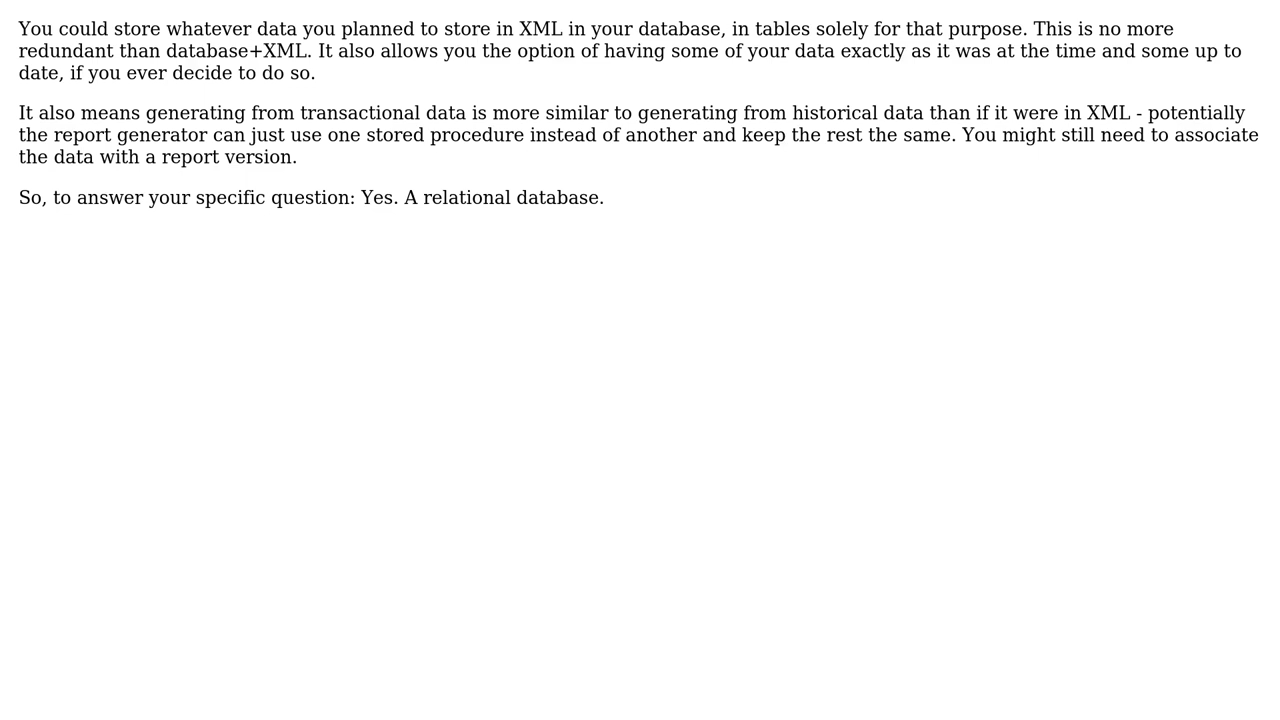 You could store whatever data you planned to store in XML in your database, in tables solely for that purpose. This is no more
redundant than database+XML. It also allows you the option of having some of your data exactly as it was at the time and some up to
date, if you ever decide to do so.
It also means generating from transactional data is more similar to generating from historical data than if it were in XML - potentially
the report generator can just use one stored procedure instead of another and keep the rest the same. You might still need to associate
the data with a report version.
So, to answer your specific question: Yes. A relational database.